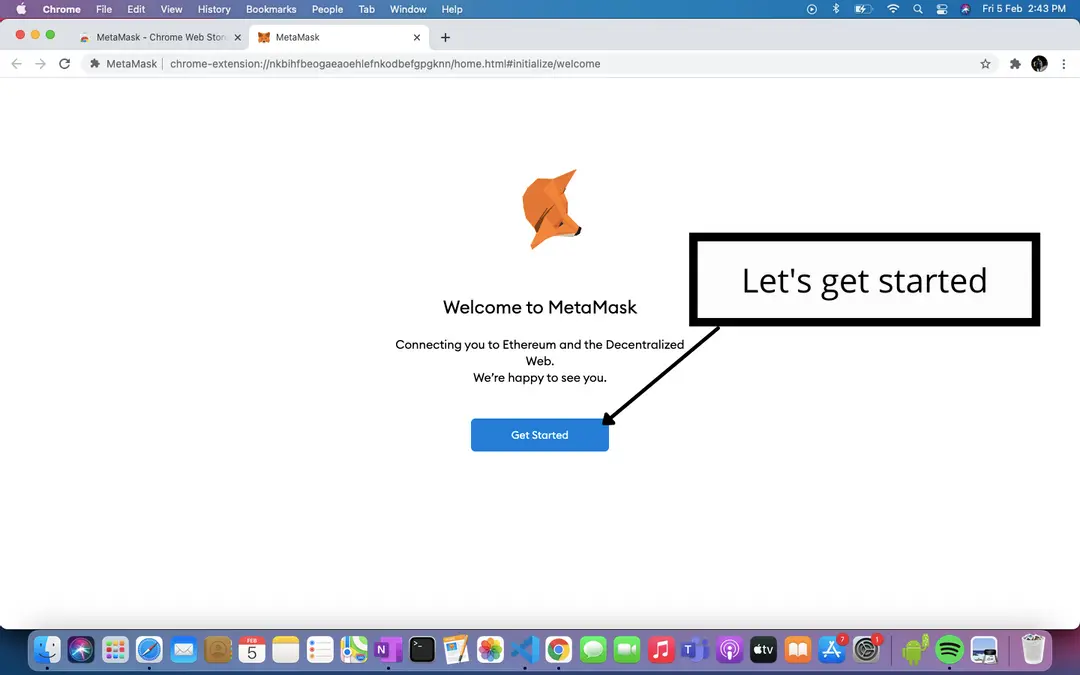 Chrome File Edit View History Bookmarks People Tab Window Help Fri 5 Feb 2:43 PM
MetaMask - Chrome Web Stor MetaMask
MetaMask chrome-extension://nkbihfbeogaeaoehlefnkodbefgpgknn/home.html#initialize/welcome
Let's get started
Welcome to MetaMask
Connecting you to Ethereum and the Decentralized
Web.
We're happy to see you.
Get Started
FEB
5
N
T
tv
7
1